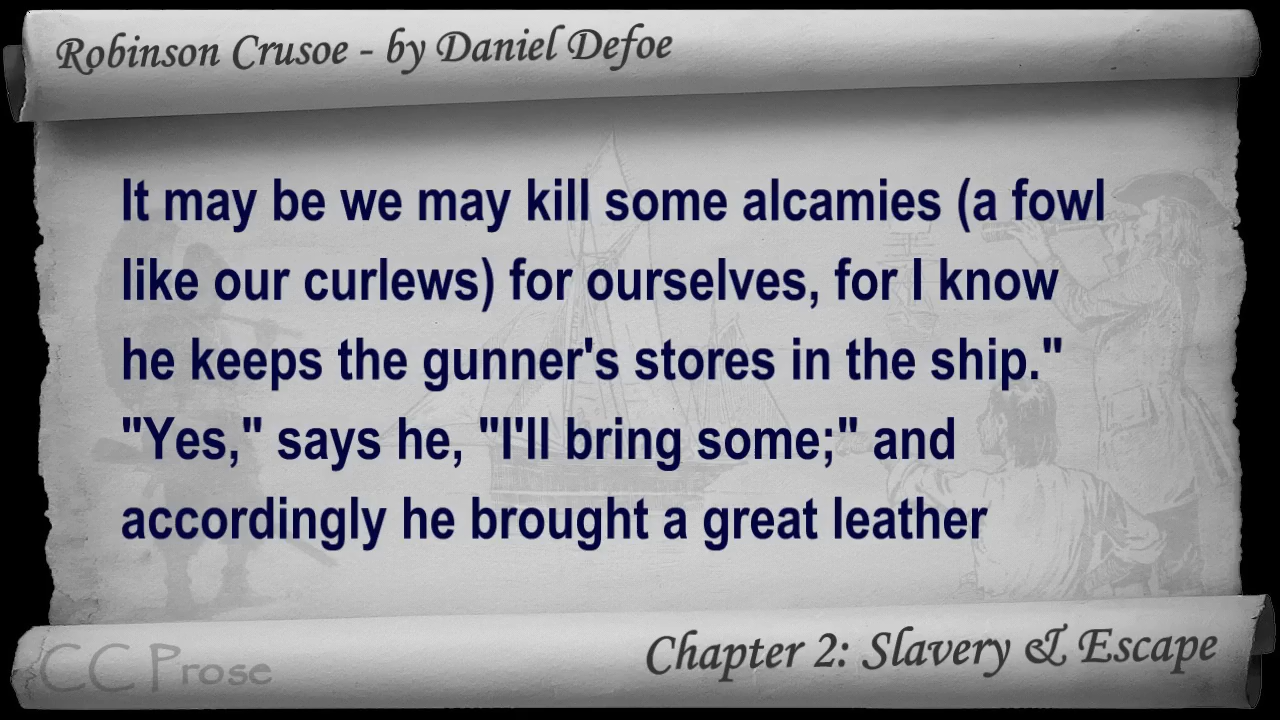 Robinson Crusoe - by Daniel Defoe
It may be we may kill some alcamies (a fowl
like our curlews) for ourselves, for I know
he keeps the gunner's stores in the ship."
"Yes," says he, "I'll bring some;" and
accordingly he brought a great leather
CC Prose
Chapter 2: Slavery & Escape